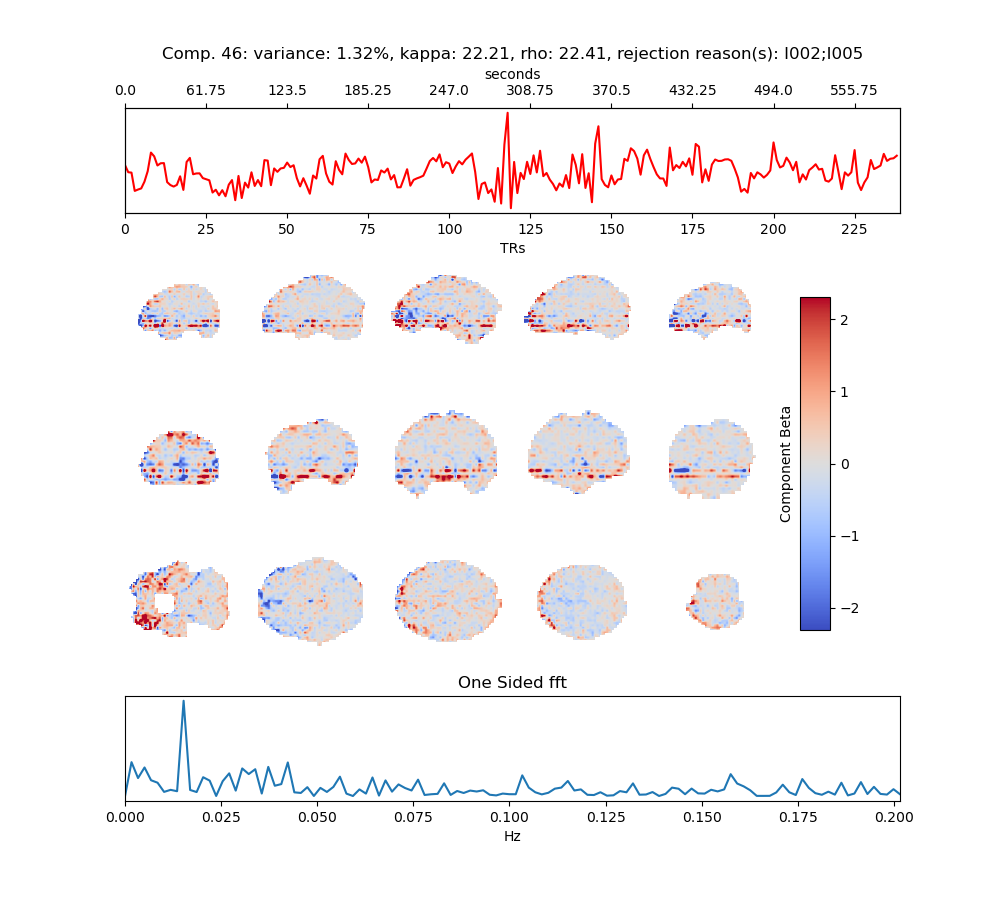 Comp. 46: variance: 1.32%, kappa: 22.21, rho: 22.41, rejection reason(s): I002;I005
seconds
0.0 61.75 123.5 185.25 247.0 308.75 370.5 432.25 494.0 555.75
0 25 50 75 100 125 150 175 200 225
TRs
2
1
0
−1
−2
Component Beta
One Sided fft
0.000 0.025 0.050 0.075 0.100 0.125 0.150 0.175 0.200
Hz